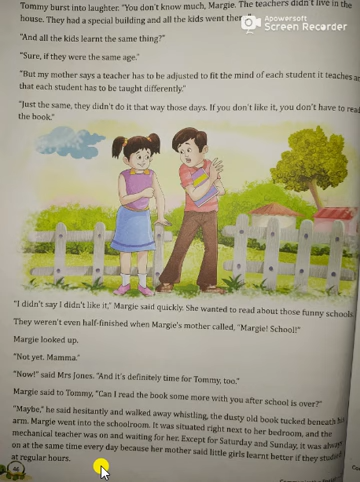 Tommy burst into laughter. "You don't know much, Margie. The teachers didn't live in the
house. They had a special building and all the kids went there."
Apowersoft
Screen Recorder
"And all the kids learnt the same thing?"
"Sure, if they were the same age."
"But my mother says a teacher has to be adjusted to fit the mind of each student it teaches
that each student has to be taught differently."
"Just the same, they didn't do it that way those days. If you don't like it, you don't have to
the book."
"I didn't say I didn't like it," Margie said quickly. She wanted to read about those funny schools
They weren't even half-finished when Margie's mother called, "Margie! School!"
Margie looked up.
"Not yet. Mamma."
"Now!" said Mrs Jones. "And it's definitely time for Tommy, too."
Margie said to Tommy, "Can I read the book some more with you after school is over?"
"Maybe," he said hesitantly and walked away whistling, the dusty old book tucked beneath his
arm. Margie went into the schoolroom. It was situated right next to her bedroom, and the
mechanical teacher was on and waiting for her. Except for Saturday and Sunday, it was always
on at the same time every day because her mother said little girls learnt better if they studied
at regular hours.